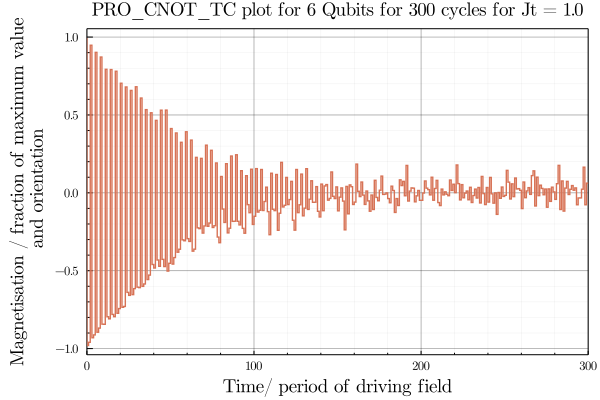 PRO_CNOT_TC plot for 6 Qubits for 300 cycles for Jt = 1.0
Magnetisation / fraction of maximum value
and orientation
1.0
0.5
0.0
−0.5
−1.0
0
100
200
300
Time/ period of driving field